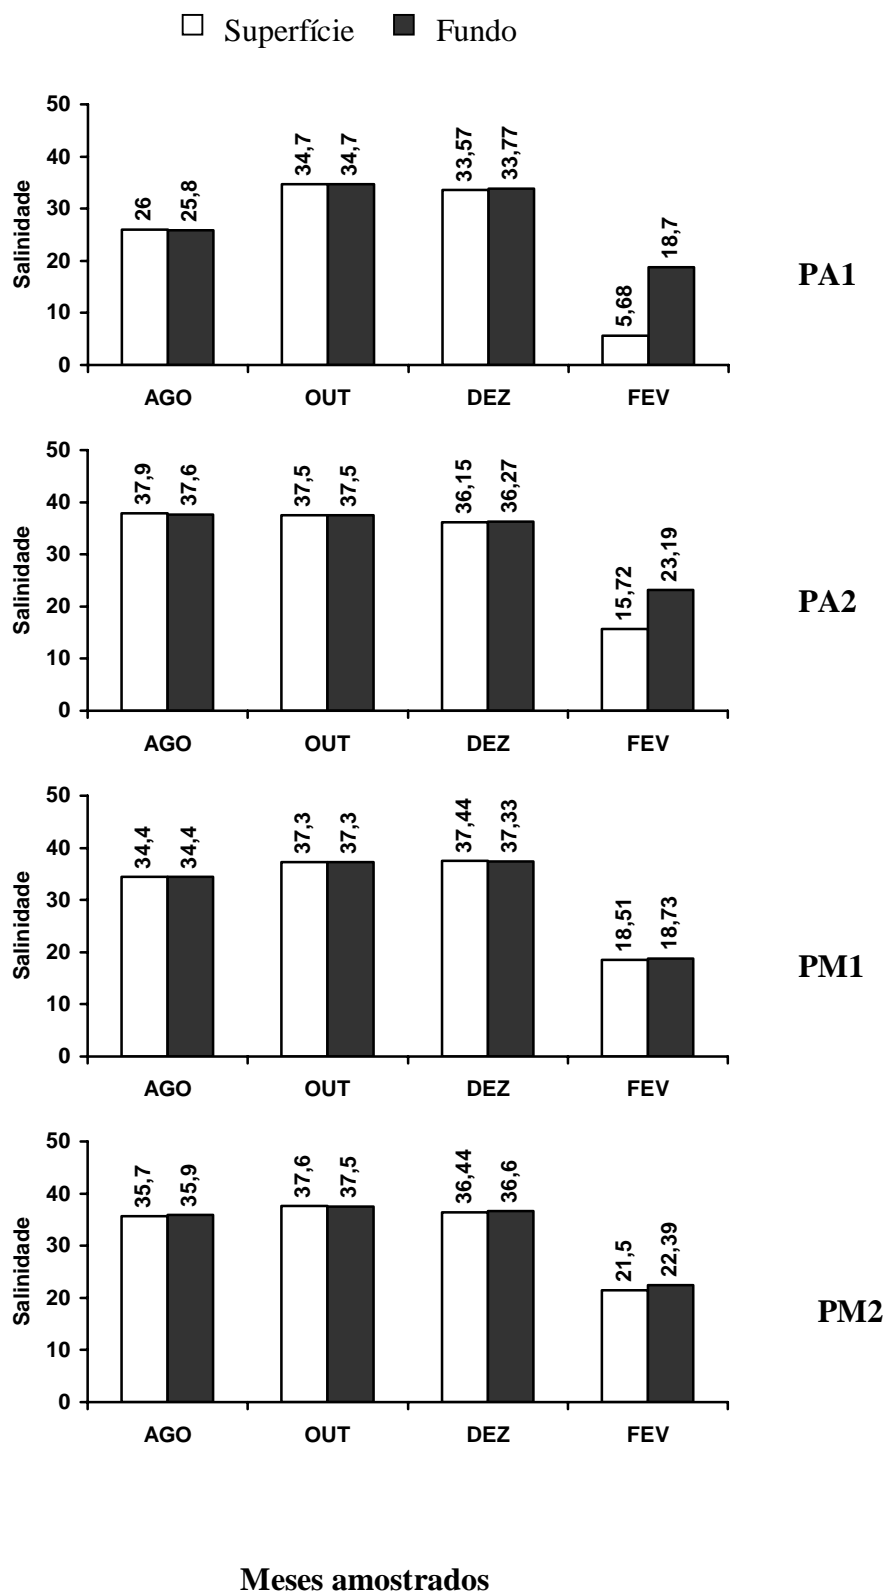 Superfície Fundo
50
40
30
20
10
0
Salinidade
26 25,8 34,7 34,7 33,57 33,77 5,68 18,7
AGO OUT DEZ FEV
PA1
50
40
30
20
10
0
Salinidade
37,9 37,6 37,5 37,5 36,15 36,27 15,72 23,19
AGO OUT DEZ FEV
PA2
50
40
30
20
10
0
Salinidade
34,4 34,4 37,3 37,3 37,44 37,33 18,51 18,73
AGO OUT DEZ FEV
PM1
50
40
30
20
10
0
Salinidade
35,7 35,9 37,6 37,5 36,44 36,6 21,5 22,39
AGO OUT DEZ FEV
PM2
Meses amostrados